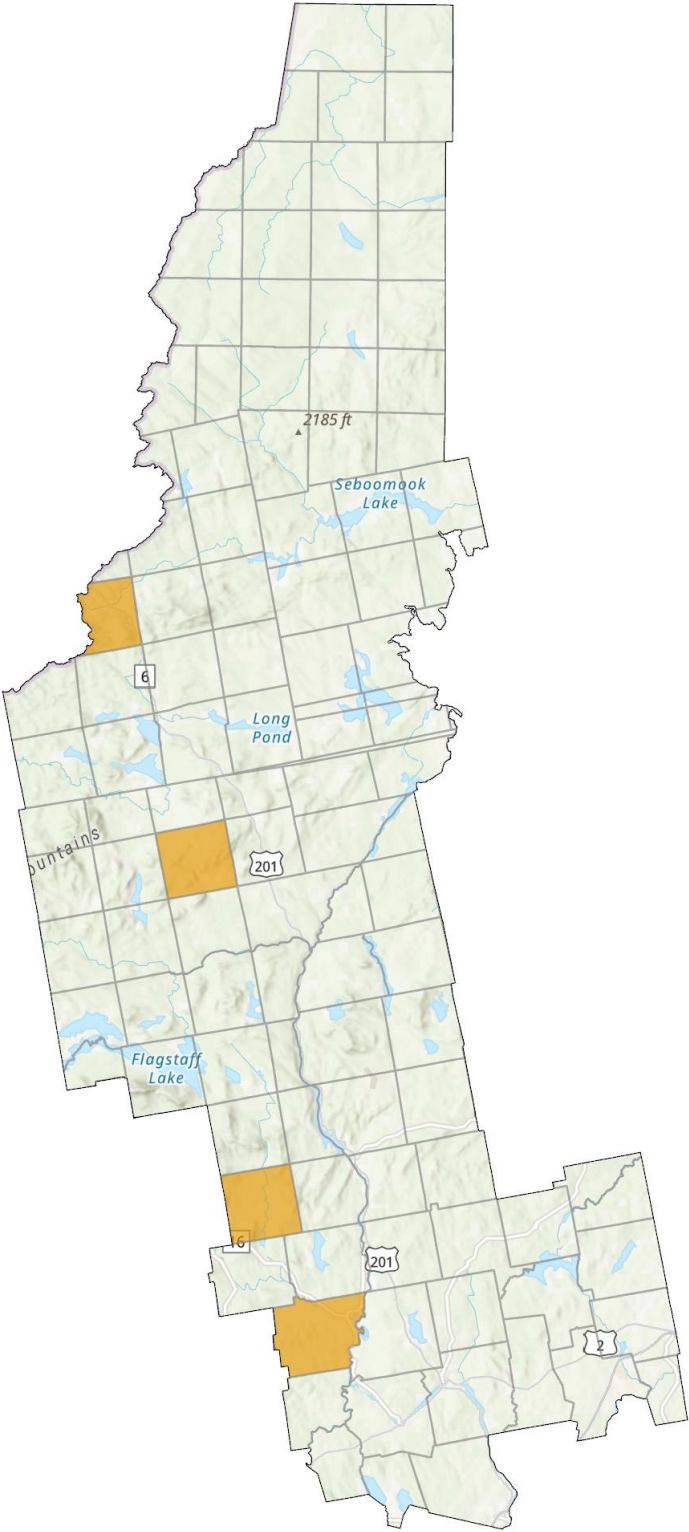 2185 ft
Seboomook
Lake
6
Long
Pond
ountains
201
Flagstaff
Lake
16
201
2